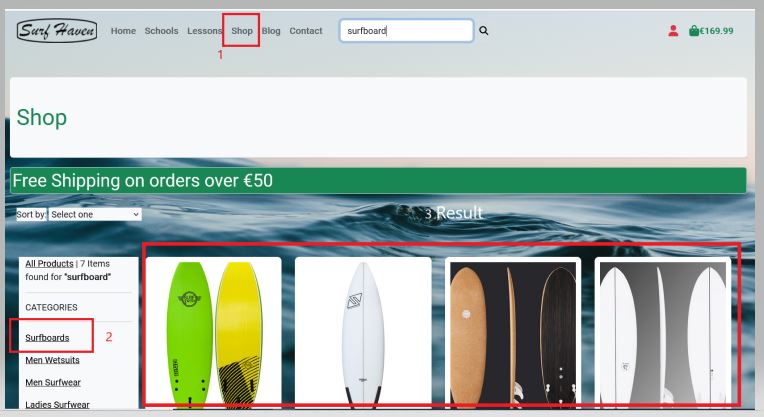 Surf Haven
Home Schools Lessons Shop Blog Contact surfboard €169.99
1
Shop
Free Shipping on orders over €50
Sort by: Select one
3 Result
All Products | 7 Items
found for "surfboard"
CATEGORIES
Surfboards 2
Men Wetsuits
Men Surfwear
Ladies Surfwear